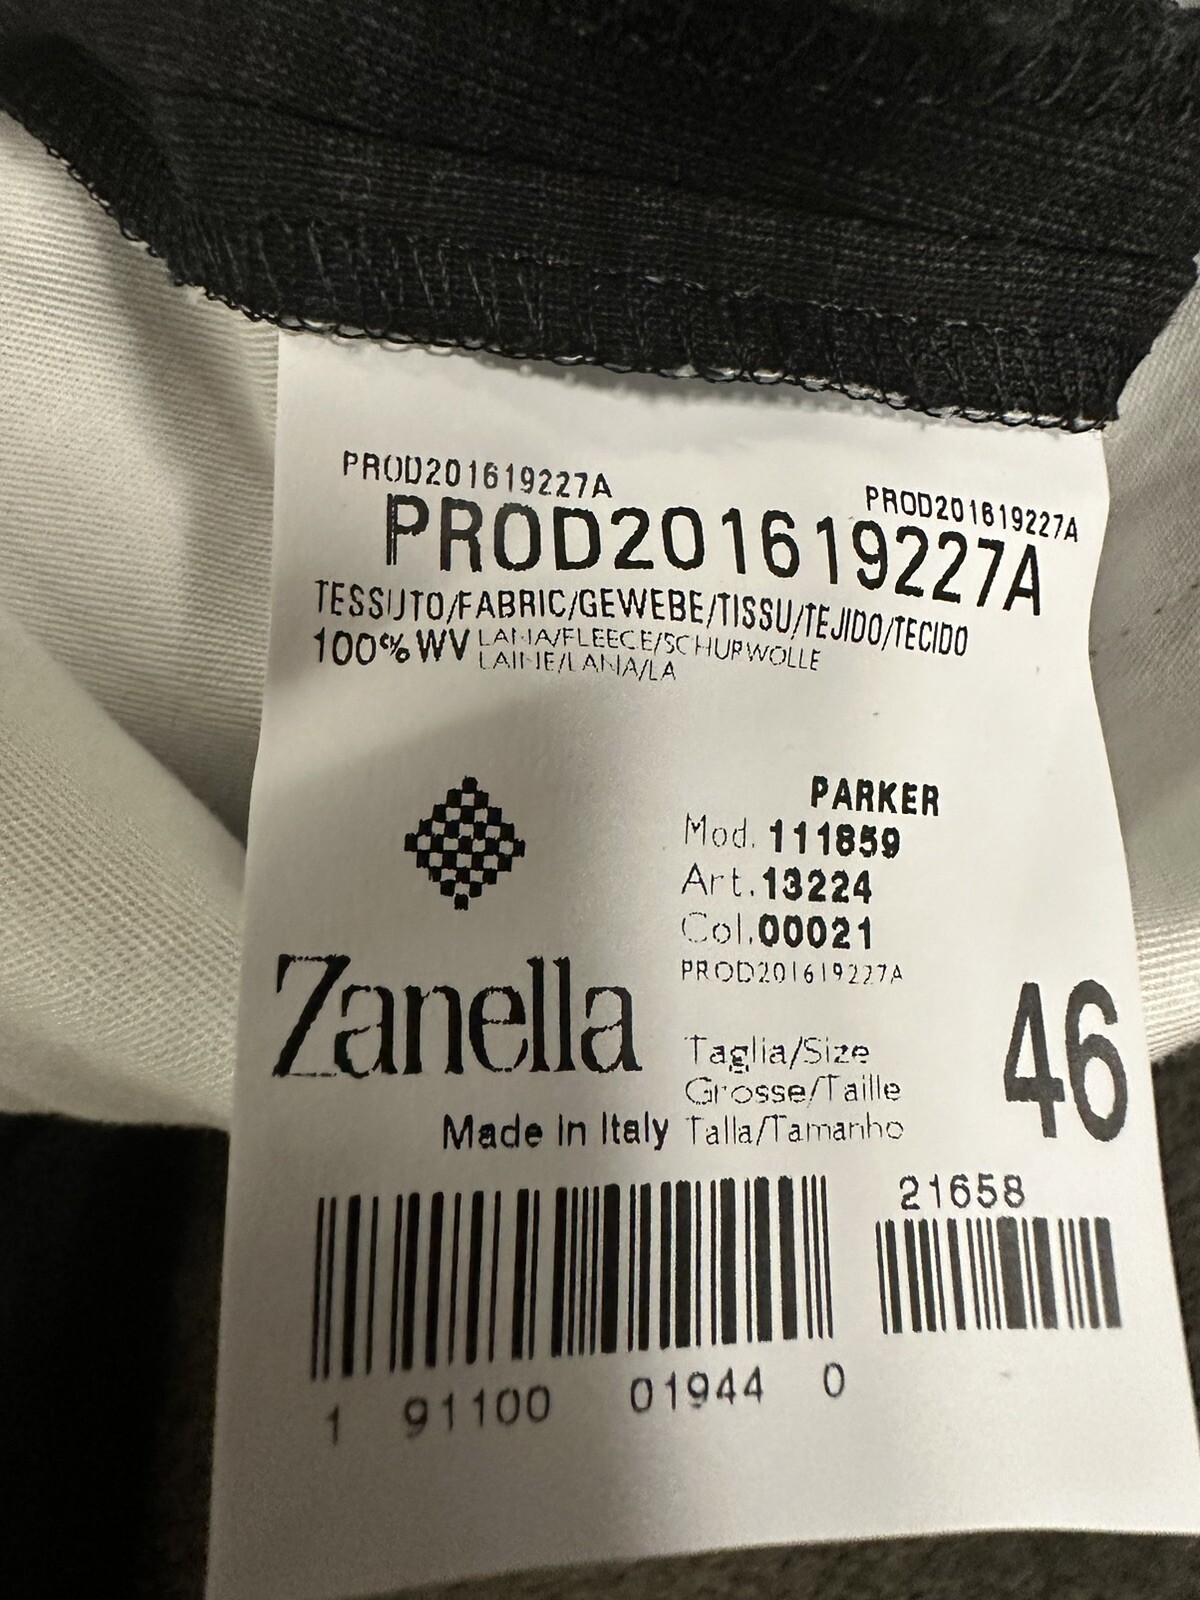 PROD201619227A
PROD201619227A
PROD201619227A
TESSUTO/FABRIC/GEWEBE/TISSU/TEJIDO/TECIDO
100% WV LANA/FLEECE/SCHURWOLLE
LAINE/LANA/LA
PARKER
Mod. 111859
Art. 13224
Col. 00021
PROD201619227A
Zanella
Taglia/Size
Grosse/Taille
46
Made in Italy Talla/Tamanho
21658
1 91100 01944 0